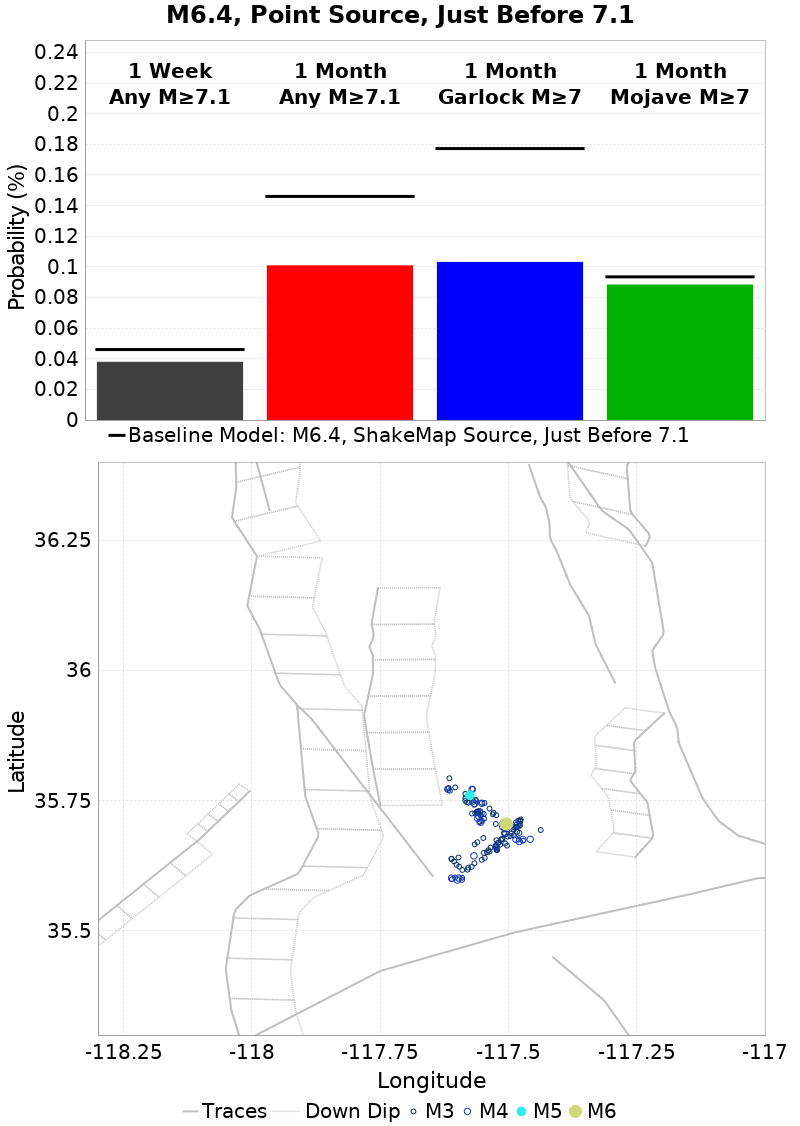 M6.4, Point Source, Just Before 7.1
0.24
0.22
0.2
0.18
0.16
0.14
0.12
0.1
0.08
0.06
0.04
0.02
0
Probability (%)
1 Week
Any M≥7.1
1 Month
Any M≥7.1
1 Month
Garlock M≥7
1 Month
Mojave M≥7
Baseline Model: M6.4, ShakeMap Source, Just Before 7.1
36.25
36
35.75
35.5
Latitude
-118.25 -118 -117.75 -117.5 -117.25 -117
Longitude
Traces Down Dip M3 M4 M5 M6